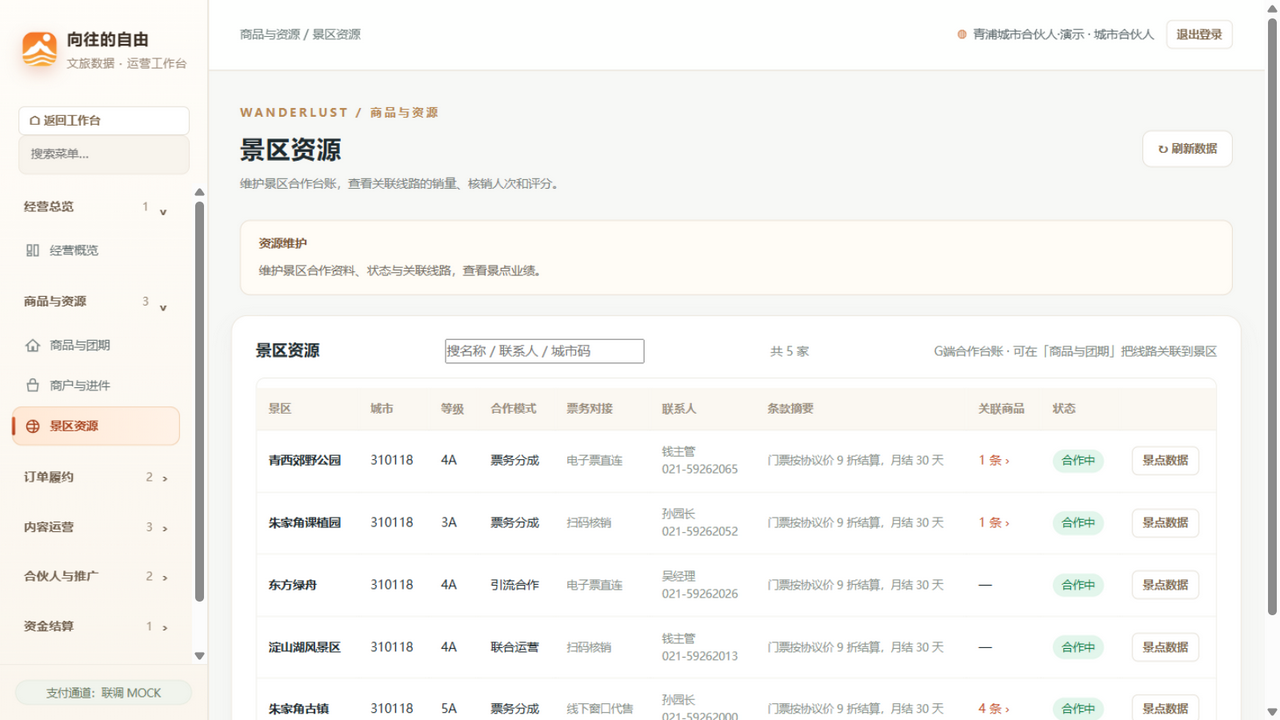 向往的自由
文旅数据 · 运营工作台
返回工作台
搜索菜单...
经营总览 1
经营概览
商品与资源 3
商品与团期
商户与进件
景区资源
订单履约 2
内容运营 3
合伙人与推广 2
资金结算 1
支付通道：联调 MOCK
商品与资源 / 景区资源
青浦城市合伙人·演示 · 城市合伙人
退出登录
WANDERLUST / 商品与资源
景区资源
维护景区合作台账，查看关联线路的销量、核销人次和评分。
↻ 刷新数据
资源维护
维护景区合作资料、状态与关联线路，查看景点业绩。
景区资源
搜名称 / 联系人 / 城市码
共 5 家
G端合作台账 · 可在「商品与团期」把线路关联到景区
景区 城市 等级 合作模式 票务对接 联系人 条款摘要 关联商品 状态
青西郊野公园 310118 4A 票务分成 电子票直连 钱主管 021-59262065 门票按协议价 9 折结算，月结 30 天 1 条 › 合作中 景点数据
朱家角课植园 310118 3A 票务分成 扫码核销 孙园长 021-59262052 门票按协议价 9 折结算，月结 30 天 1 条 › 合作中 景点数据
东方绿舟 310118 4A 引流合作 电子票直连 吴经理 021-59262026 门票按协议价 9 折结算，月结 30 天 — 合作中 景点数据
淀山湖风景区 310118 4A 联合运营 扫码核销 钱主管 021-59262013 门票按协议价 9 折结算，月结 30 天 — 合作中 景点数据
朱家角古镇 310118 5A 票务分成 线下窗口代售 孙园长 021-59262000 门票按协议价 9 折结算，月结 30 天 4 条 › 合作中 景点数据